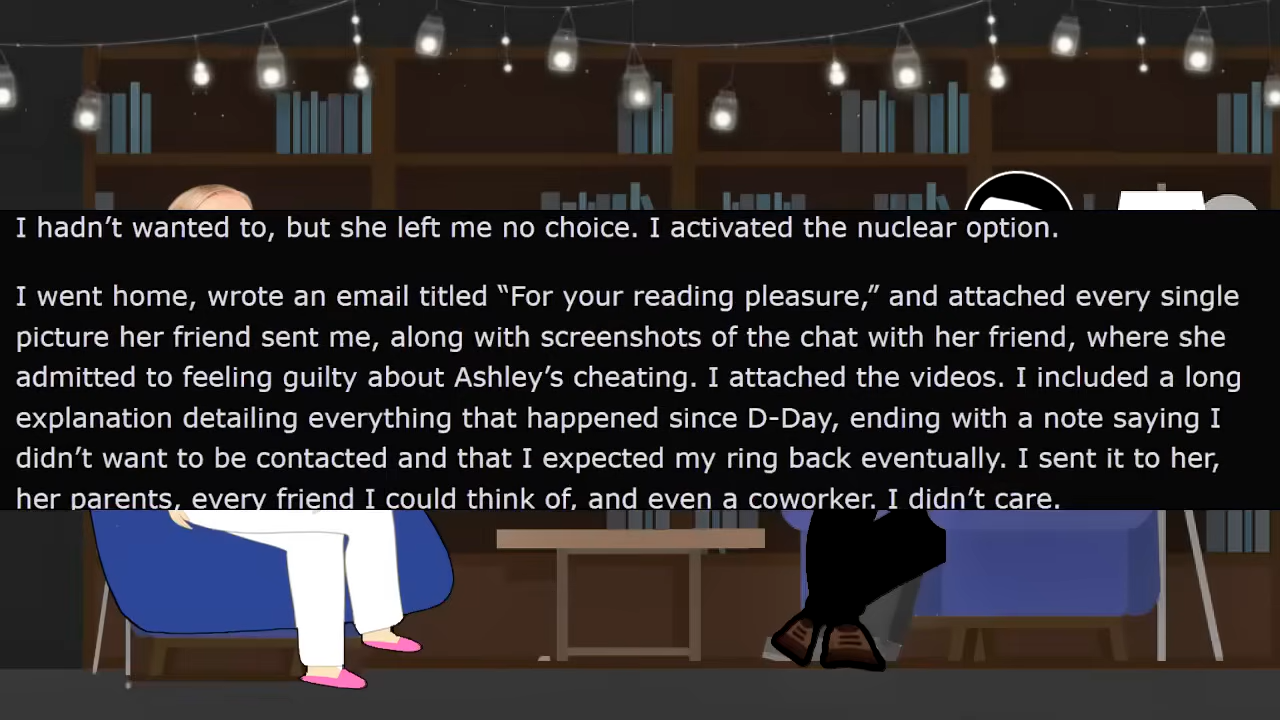 I hadn’t wanted to, but she left me no choice. I activated the nuclear option.
I went home, wrote an email titled “For your reading pleasure,” and attached every single
picture her friend sent me, along with screenshots of the chat with her friend, where she
admitted to feeling guilty about Ashley’s cheating. I attached the videos. I included a long
explanation detailing everything that happened since D-Day, ending with a note saying I
didn’t want to be contacted and that I expected my ring back eventually. I sent it to her,
her parents, every friend I could think of, and even a coworker. I didn’t care.